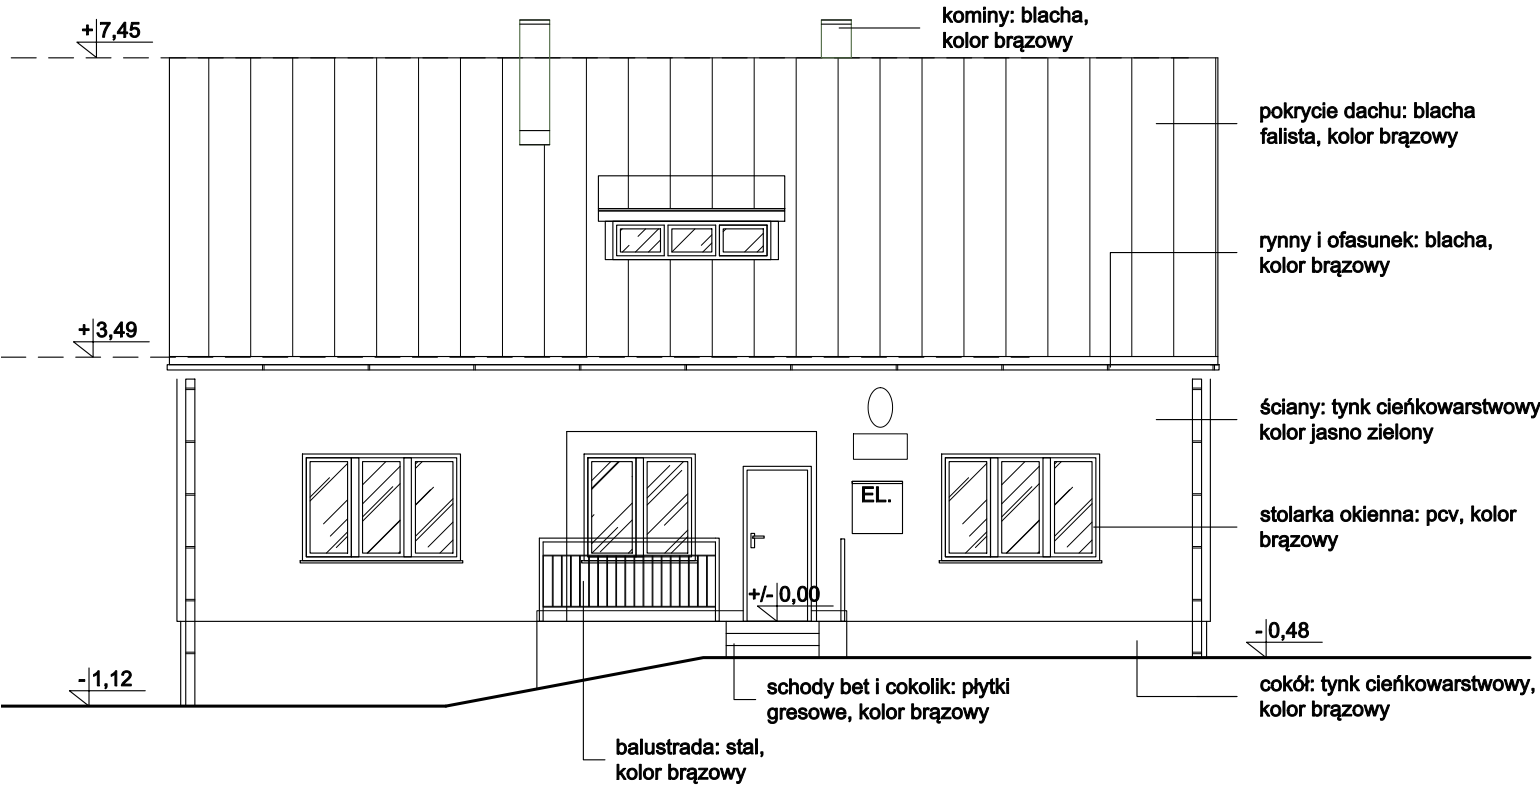 +7,45
kominy: blacha,
kolor brązowy
pokrycie dachu: blacha
falista, kolor brązowy
rynny i ofasunek: blacha,
kolor brązowy
+3,49
ściany: tynk cieńkowarstwowy
kolor jasno zielony
EL.
stolarka okienna: pcv, kolor
brązowy
+/-0,00
-0,48
-1,12
schody bet i cokolik: płytki
gresowe, kolor brązowy
cokół: tynk cieńkowarstwowy,
kolor brązowy
balustrada: stal,
kolor brązowy